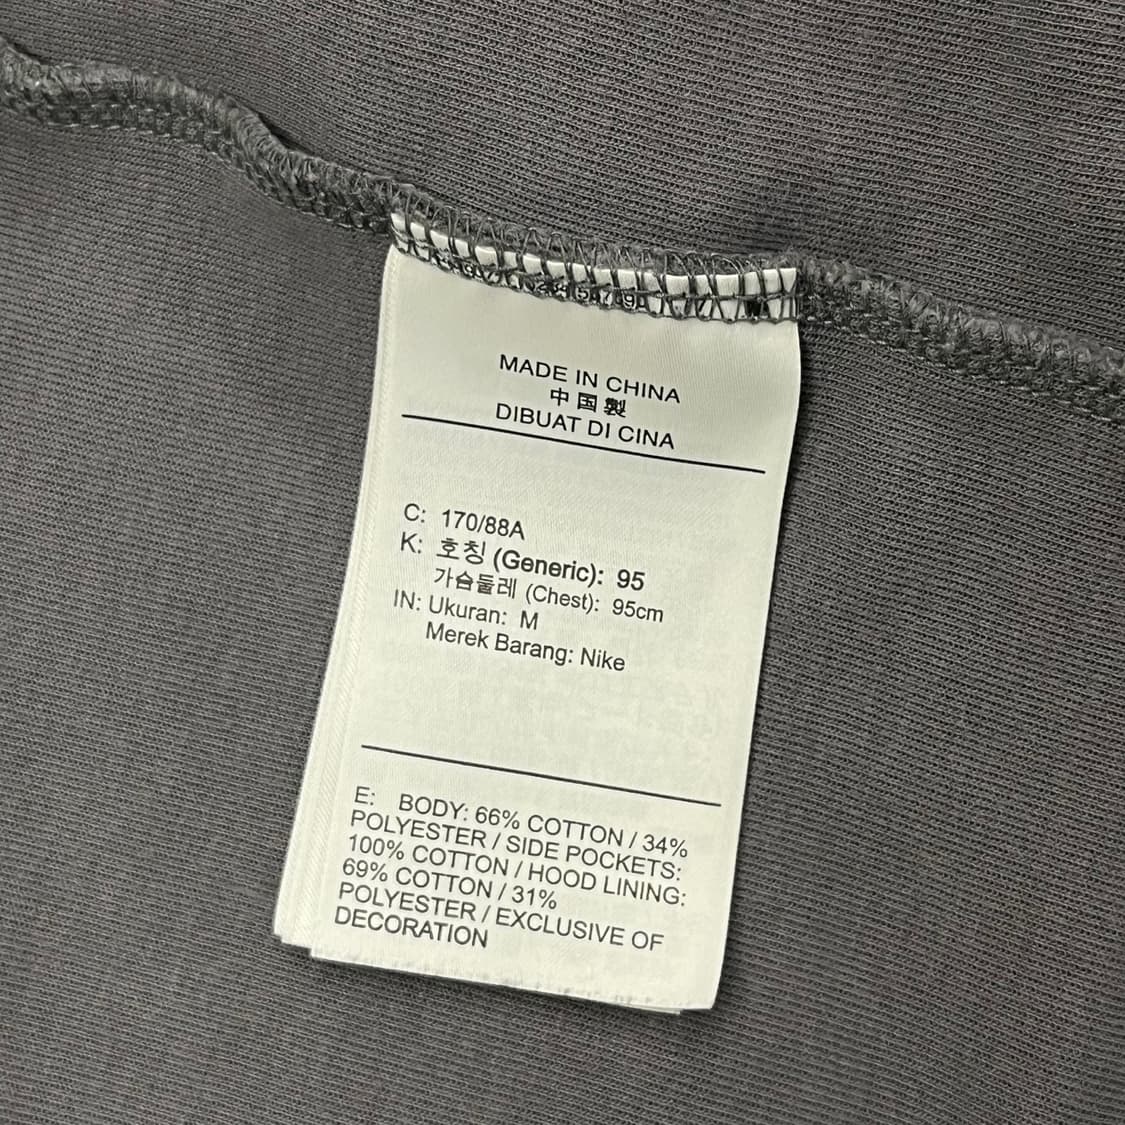 MADE IN CHINA
中国製
DIBUAT DI CINA
C: 170/88A
K: 호칭 (Generic): 95
가슴둘레 (Chest): 95cm
IN: Ukuran: M
Merek Barang: Nike
E: BODY: 66% COTTON / 34%
POLYESTER / SIDE POCKETS:
100% COTTON / HOOD LINING:
69% COTTON / 31%
POLYESTER / EXCLUSIVE OF
DECORATION